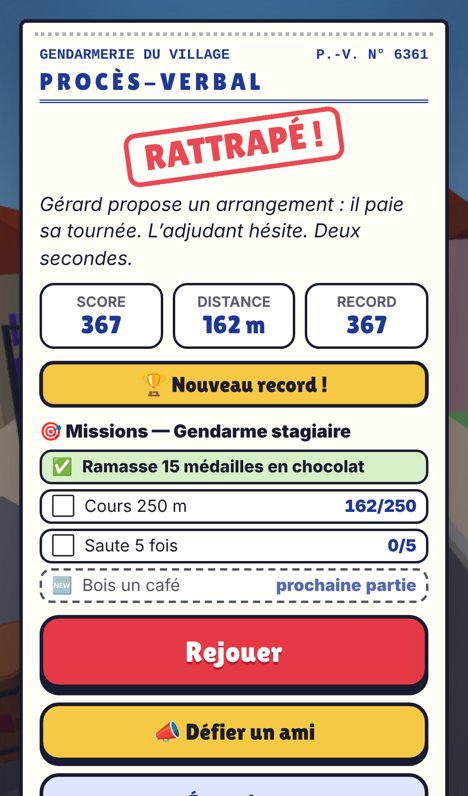 GENDARMERIE DU VILLAGE P.-V. N° 6361
PROCÈS–VERBAL
RATTRAPÉ !
Gérard propose un arrangement : il paie
sa tournée. L’adjudant hésite. Deux
secondes.
SCORE DISTANCE RECORD
367 162 m 367
🏆 Nouveau record !
🎯 Missions — Gendarme stagiaire
✅ Ramasse 15 médailles en chocolat
Cours 250 m 162/250
Saute 5 fois 0/5
🆕 Bois un café prochaine partie
Rejouer
📣 Défier un ami